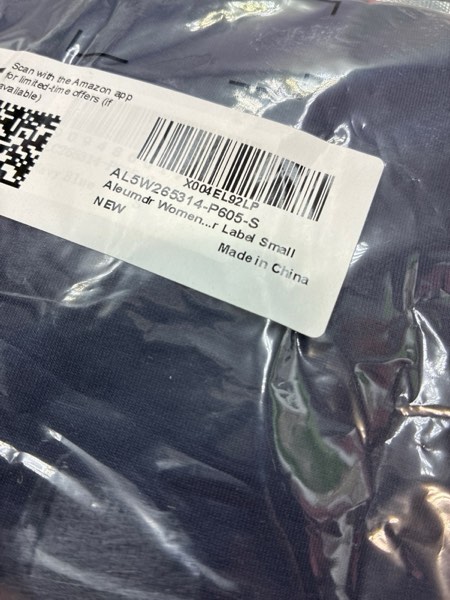 Scan with the Amazon app
for limited-time offers (if
available)
X004EL92LP
AL5W265314-P605-S
Aleumdr Women...r Label Small
NEW
Made in China